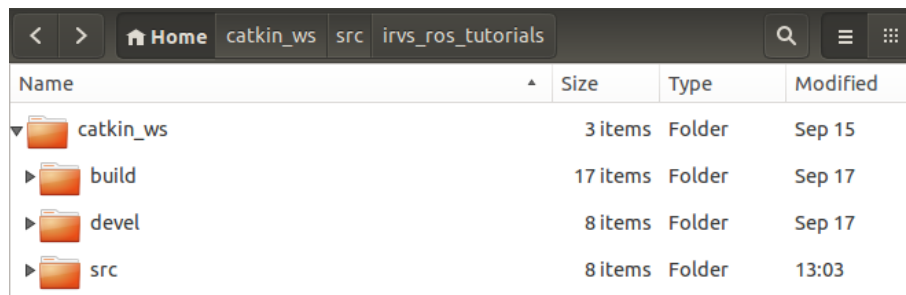 Home catkin_ws src irvs_ros_tutorials
Name Size Type Modified
catkin_ws 3 items Folder Sep 15
build 17 items Folder Sep 17
devel 8 items Folder Sep 17
src 8 items Folder 13:03